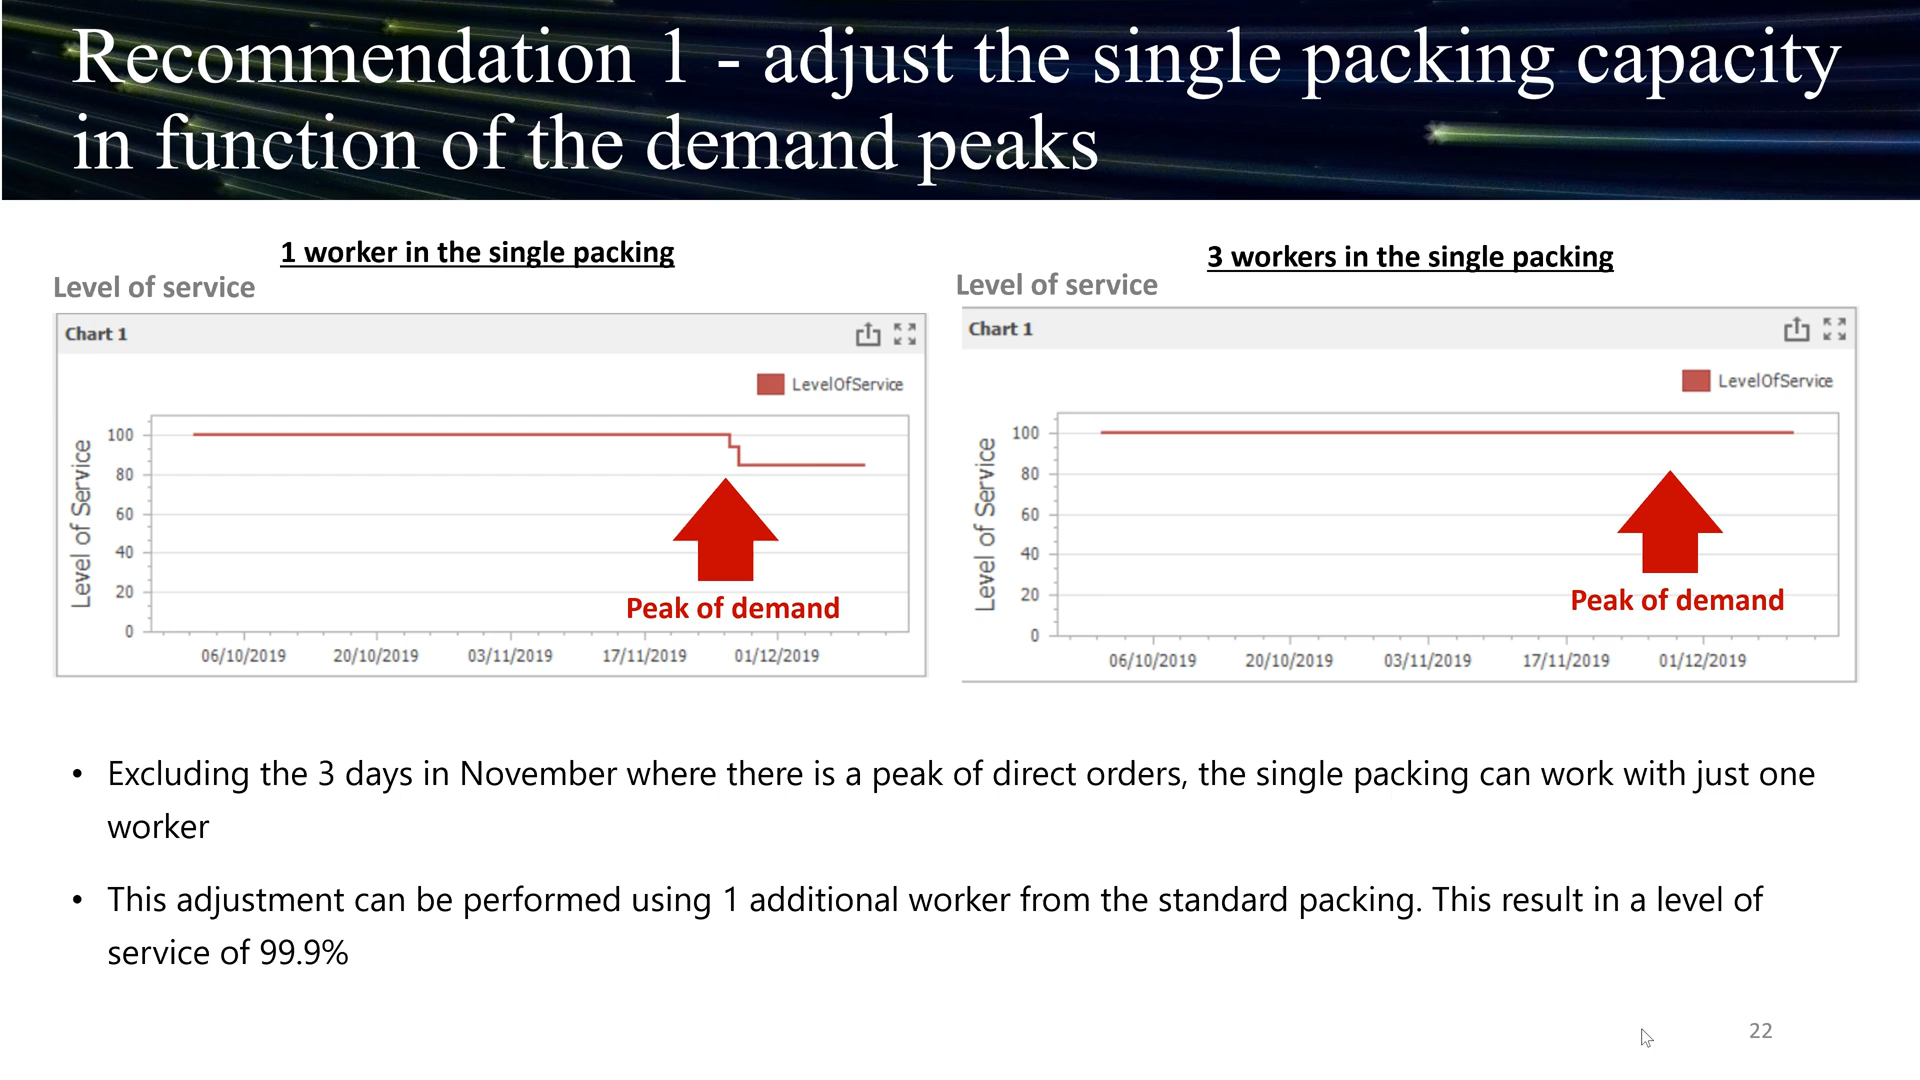 Recommendation 1 - adjust the single packing capacity
in function of the demand peaks
1 worker in the single packing
Level of service
Chart 1
LevelOfService
Level of Service
100
80
60
40
20
0
Peak of demand
06/10/2019 20/10/2019 03/11/2019 17/11/2019 01/12/2019
3 workers in the single packing
Level of service
Chart 1
LevelOfService
Level of Service
100
80
60
40
20
0
Peak of demand
06/10/2019 20/10/2019 03/11/2019 17/11/2019 01/12/2019
• Excluding the 3 days in November where there is a peak of direct orders, the single packing can work with just one
worker
• This adjustment can be performed using 1 additional worker from the standard packing. This result in a level of
service of 99.9%
22